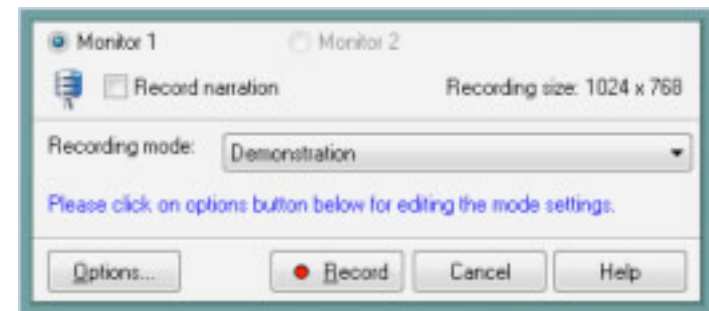 Monitor 1 Monitor 2
Record narration Recording size: 1024 x 768
Recording mode: Demonstration
Please click on options button below for editing the mode settings.
Options... Record Cancel Help